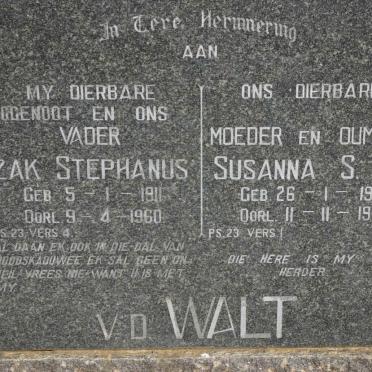 In Tere Herinnering
AAN
MY DIERBARE
GGENOOT EN ONS
VADER
ZAK STEPHANUS
GEB 5-1-1911
OORL. 9-4-1960
PS. 23 VERS 4.
AL DAAN EK OOK IN DIE DAL VAN
DOODSKADUWEE EK SAL GEEN ON
HEIL VREES NIE WANT U IS MET
MY.
ONS DIERBAR
MOEDER EN OUM
SUSANNA S.
GEB. 26-1-19
OORL. 11-11-19
PS. 23 VERS 1
DIE HERE IS MY
HERDER
V D WALT